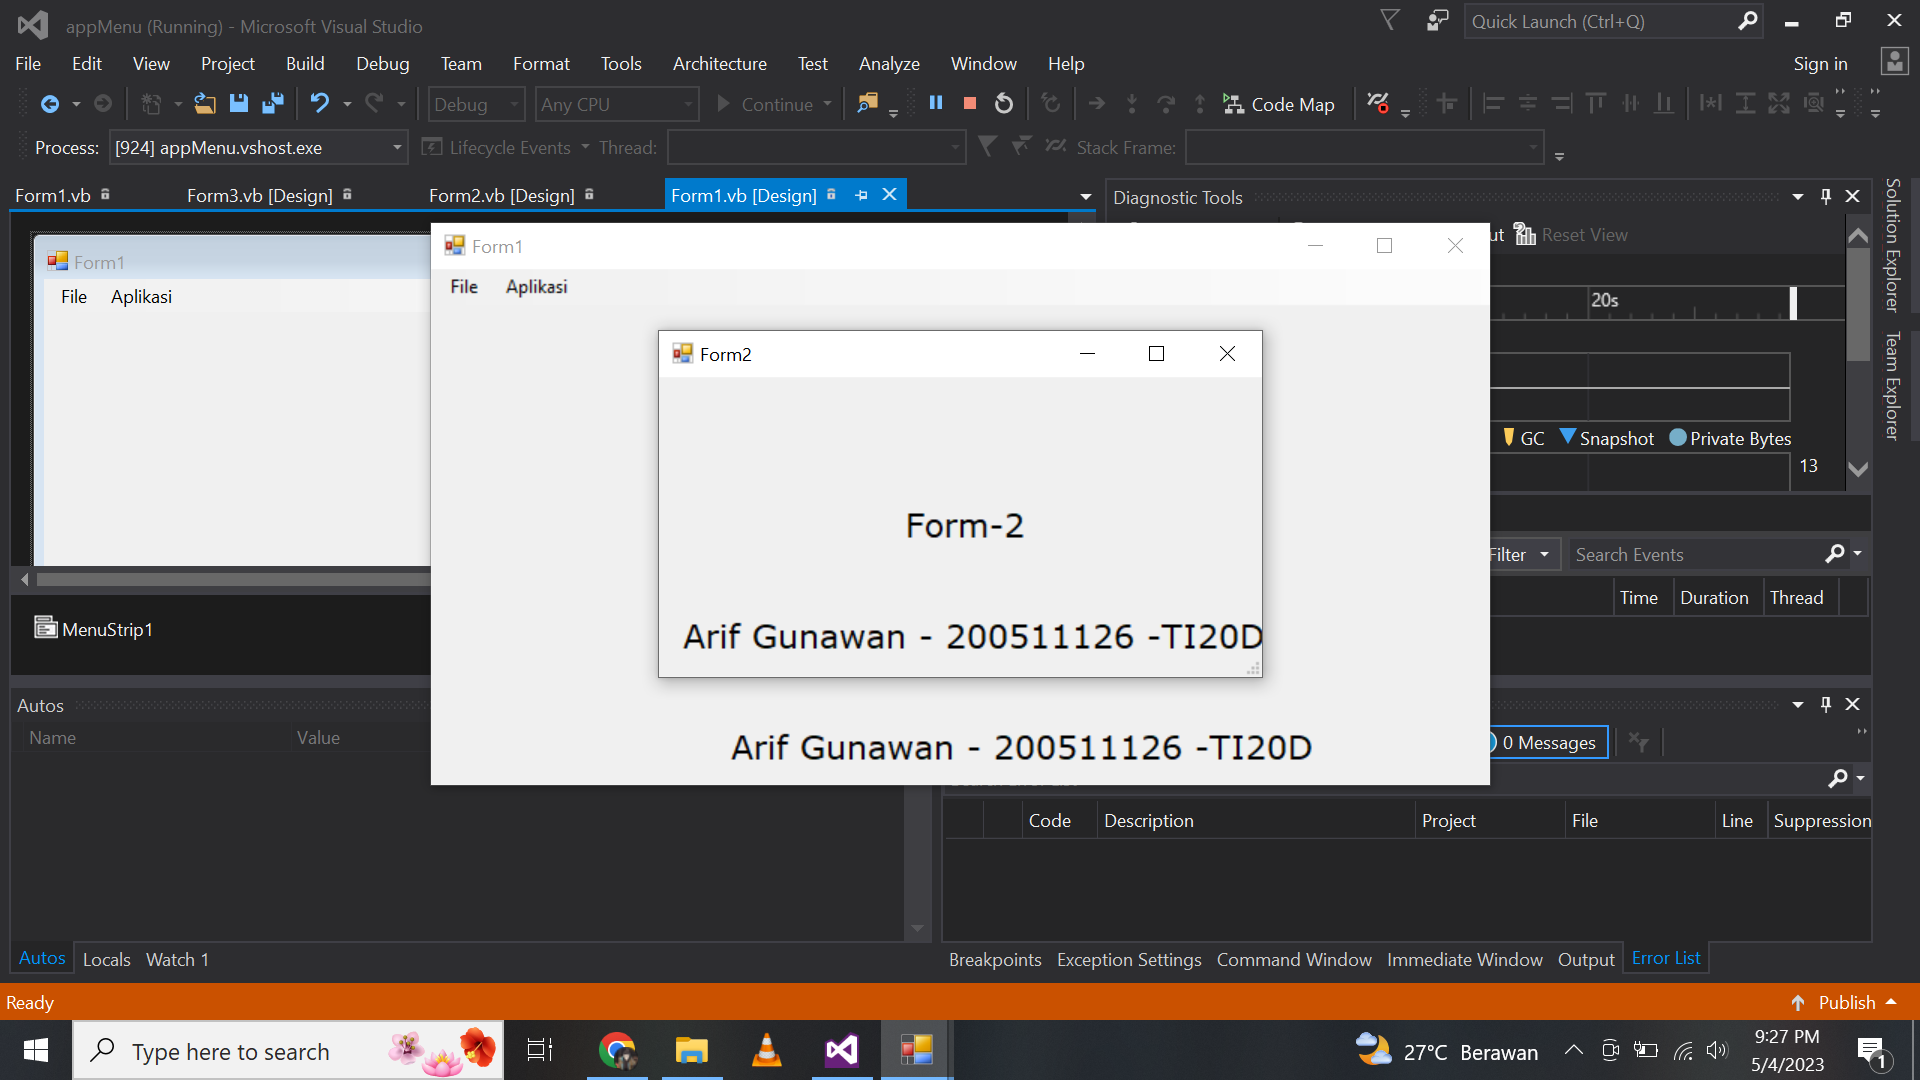 appMenu (Running) - Microsoft Visual Studio
Quick Launch (Ctrl+Q)
File Edit View Project Build Debug Team Format Tools Architecture Test Analyze Window Help
Sign in
Debug Any CPU Continue Code Map
Process: [924] appMenu.vshost.exe Lifecycle Events Thread: Stack Frame:
Form1.vb Form3.vb [Design] Form2.vb [Design] Form1.vb [Design]
Diagnostic Tools
Solution Explorer
Team Explorer
Form1
File Aplikasi
Form1
File Aplikasi
ut Reset View
20s
Form2
Form-2
Arif Gunawan - 200511126 -TI20D
Arif Gunawan - 200511126 -TI20D
GC Snapshot Private Bytes
13
Filter Search Events
Time Duration Thread
MenuStrip1
Autos
Name Value
0 Messages
Code Description Project File Line Suppression
Autos Locals Watch 1
Breakpoints Exception Settings Command Window Immediate Window Output Error List
Ready
Publish
Type here to search
27°C Berawan
9:27 PM
5/4/2023
1